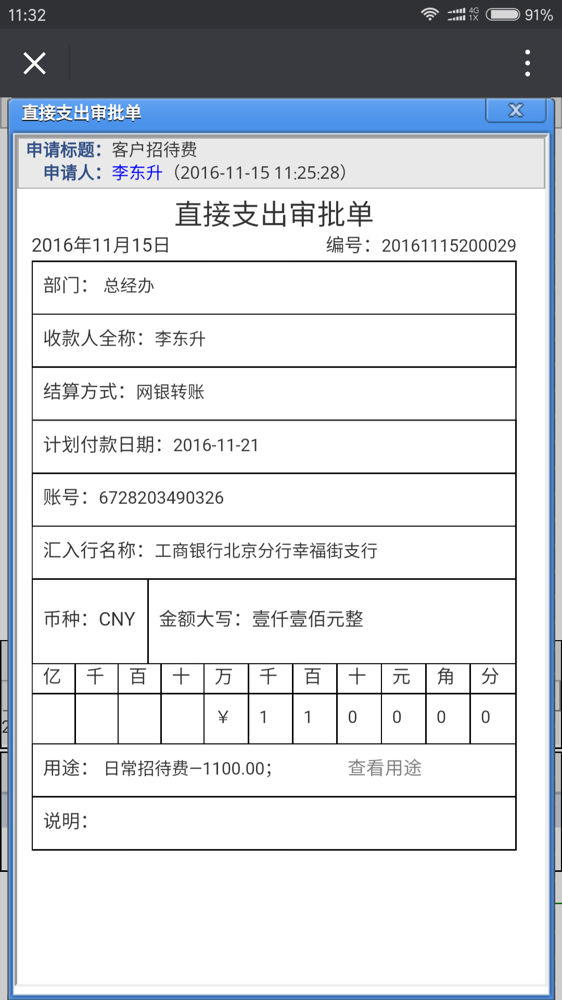 11:32
4G
1X
91%
直接支出审批单
申请标题：客户招待费
申请人：李东升（2016-11-15 11:25:28）
直接支出审批单
2016年11月15日 编号：20161115200029
部门： 总经办
收款人全称：李东升
结算方式：网银转账
计划付款日期：2016-11-21
账号：6728203490326
汇入行名称：工商银行北京分行幸福街支行
币种：CNY 金额大写：壹仟壹佰元整
亿 千 百 十 万 千 百 十 元 角 分
¥ 1 1 0 0 0 0
用途： 日常招待费—1100.00； 查看用途
说明：